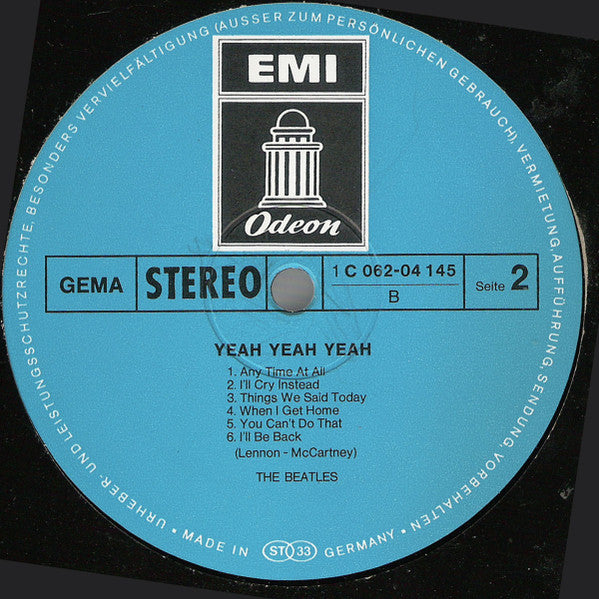 URHEBER- UND LEISTUNGSSCHUTZRECHTE, BESONDERS VERVIELFÄLTIGUNG (AUSSER ZUM PERSÖNLICHEN GEBRAUCH), VERMIETUNG, AUFFÜHRUNG, SENDUNG, VORBEHALTEN •
EMI
Odeon
GEMA STEREO 1 C 062-04 145 Seite 2
B
YEAH YEAH YEAH
1. Any Time At All
2. I'll Cry Instead
3. Things We Said Today
4. When I Get Home
5. You Can't Do That
6. I'll Be Back
(Lennon - McCartney)
THE BEATLES
• MADE IN ST 33 GERMANY •